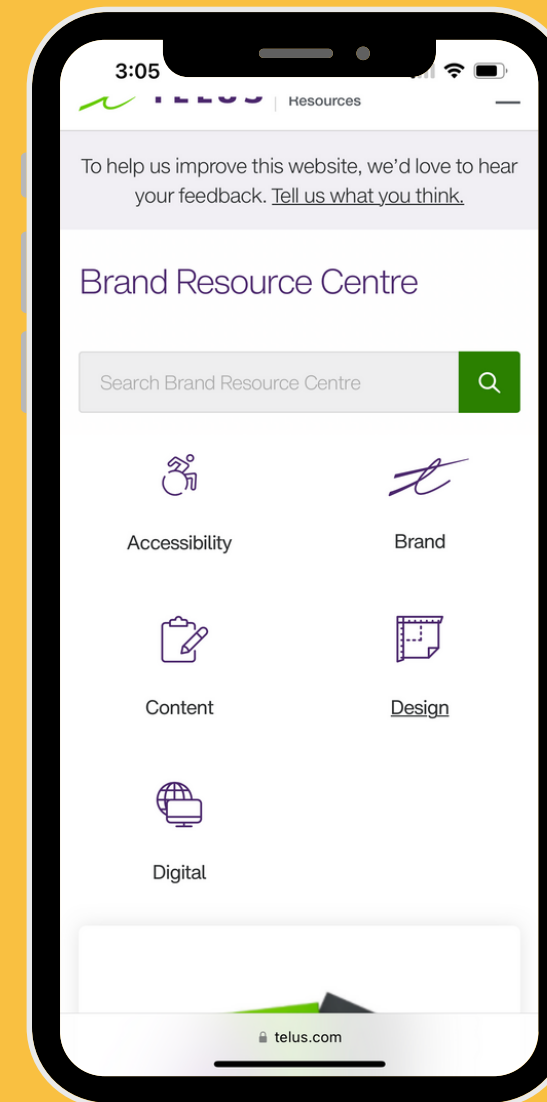 3:05
TELUS
Resources
To help us improve this website, we'd love to hear
your feedback. Tell us what you think.
Brand Resource Centre
Search Brand Resource Centre
Accessibility
Brand
Content
Design
Digital
telus.com